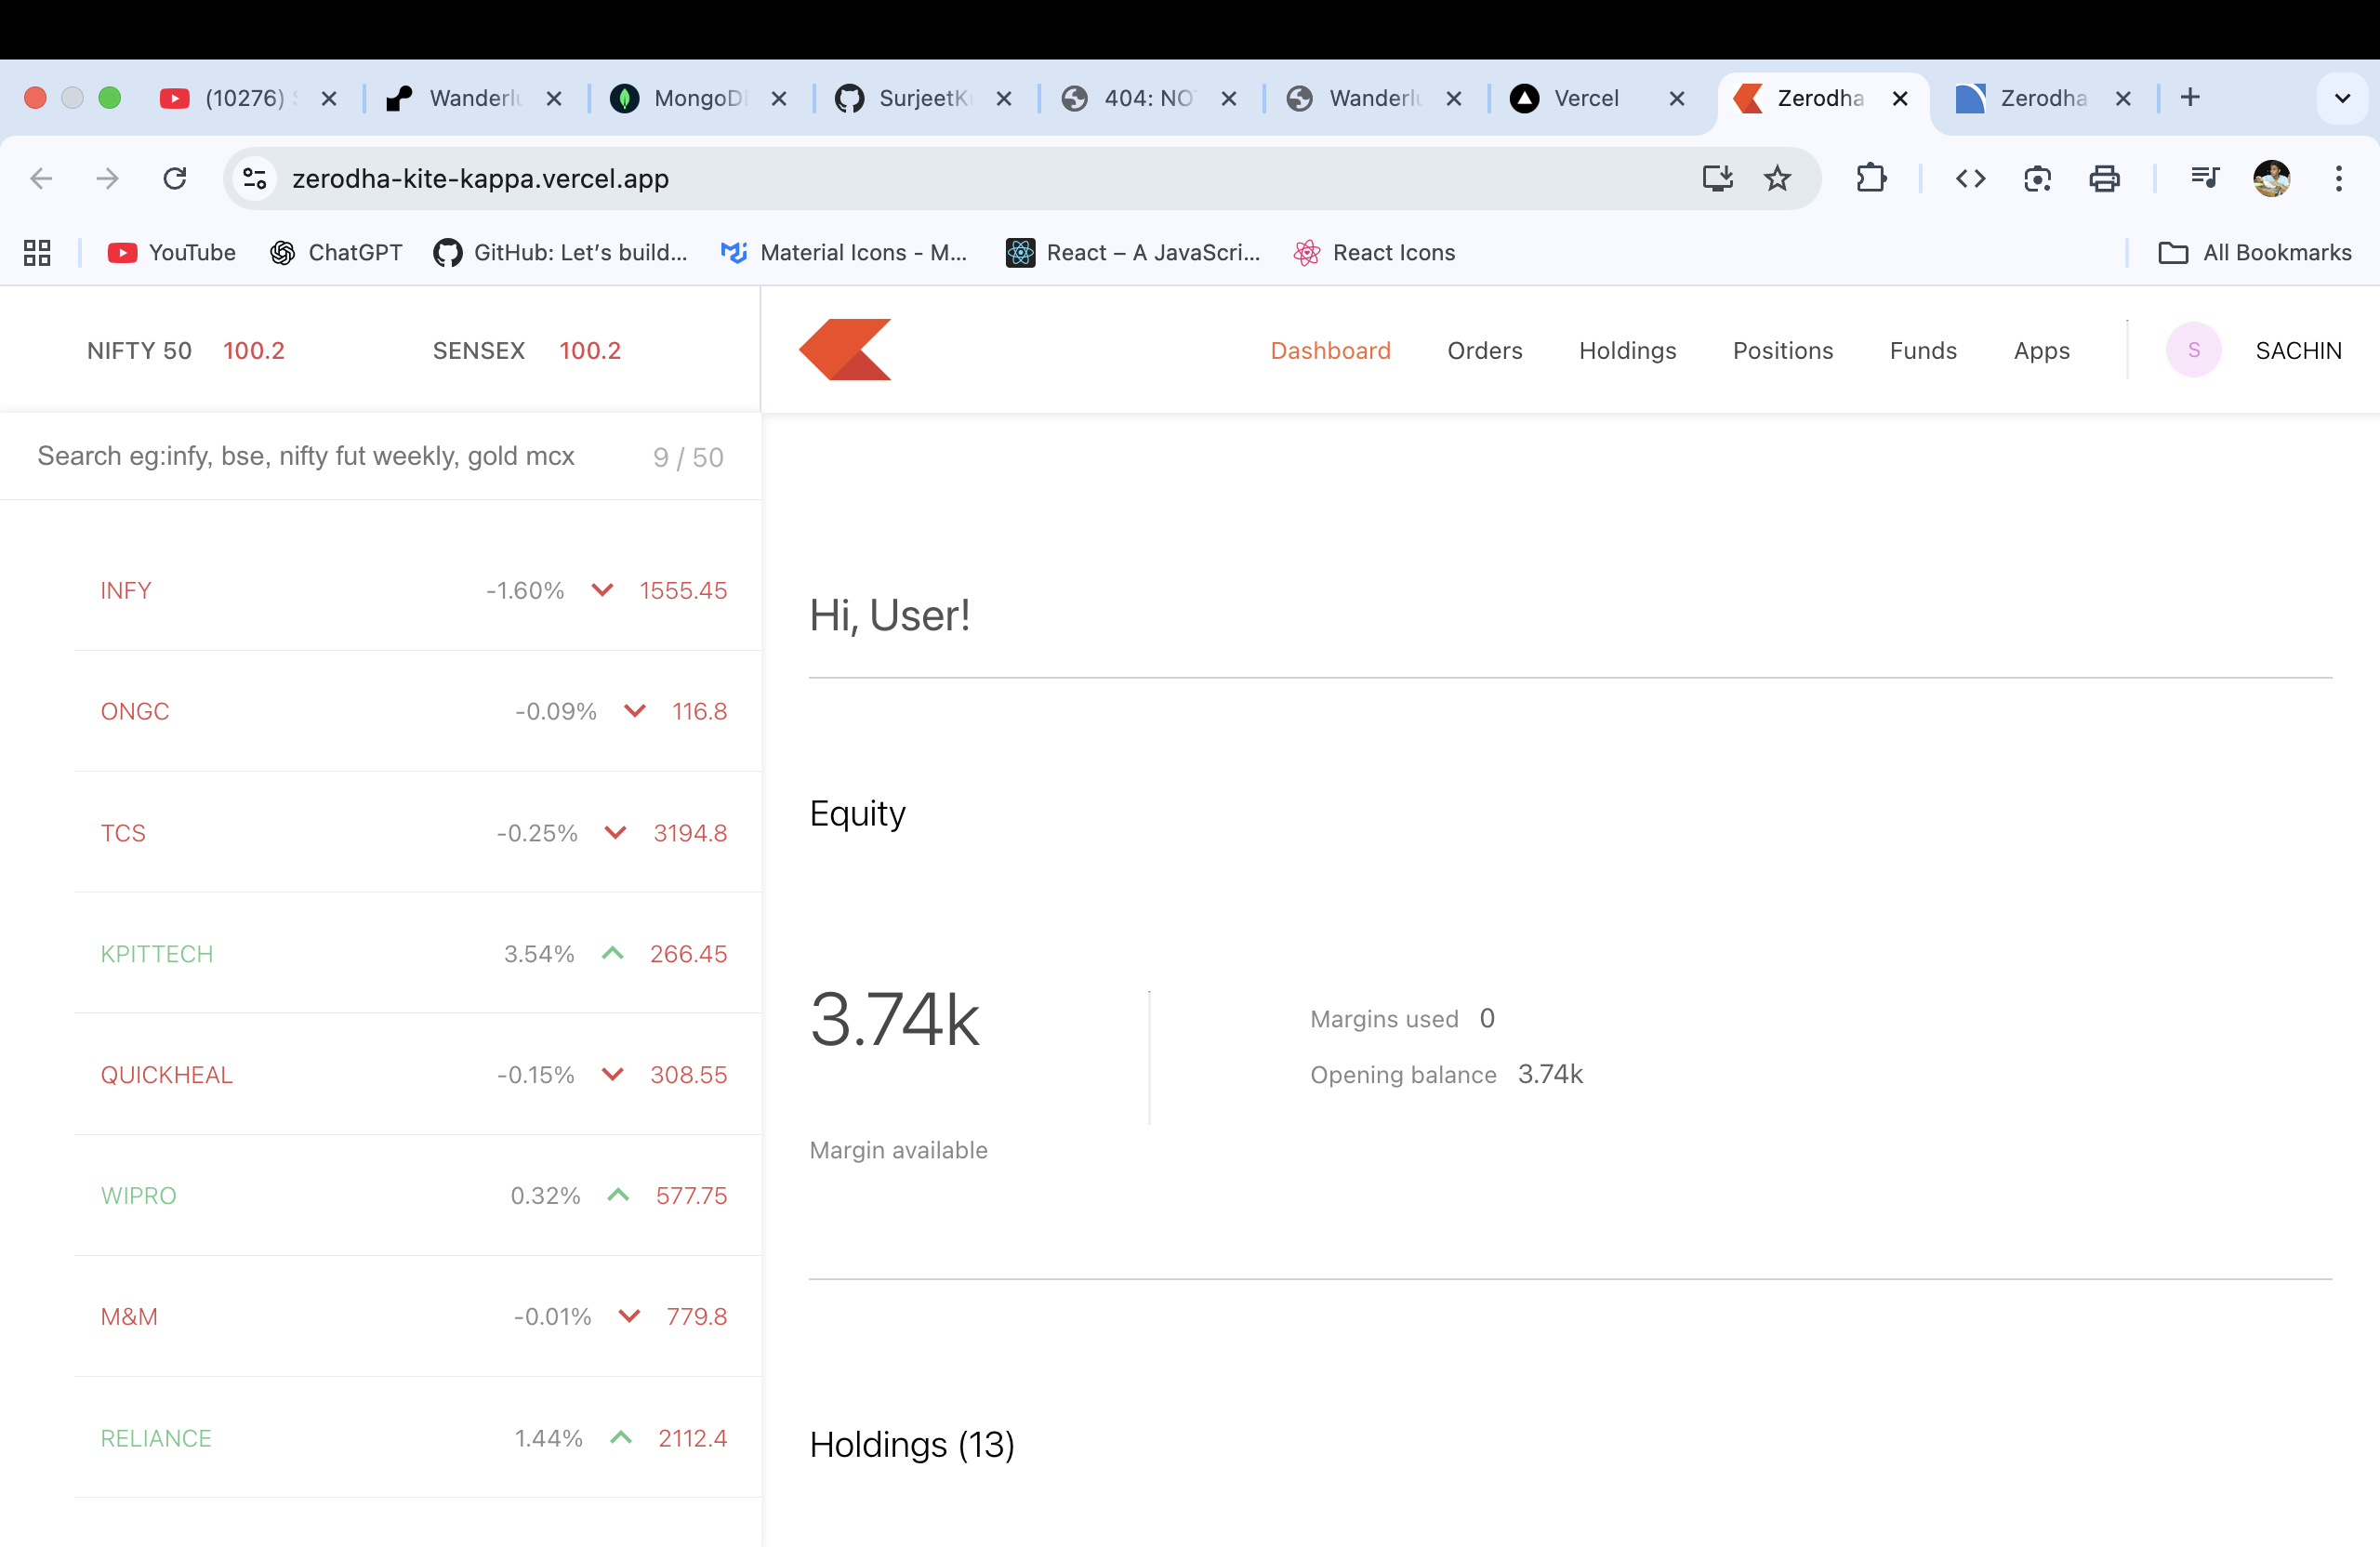 (10276)
Wanderlu
MongoD
SurjeetK
404: NO
Wanderlu
Vercel
Zerodha
Zerodha
zerodha-kite-kappa.vercel.app
YouTube
ChatGPT
GitHub: Let's build...
Material Icons - M...
React – A JavaScri...
React Icons
All Bookmarks
NIFTY 50 100.2 SENSEX 100.2
Dashboard Orders Holdings Positions Funds Apps S SACHIN
Search eg:infy, bse, nifty fut weekly, gold mcx 9 / 50
INFY -1.60% 1555.45
ONGC -0.09% 116.8
TCS -0.25% 3194.8
KPITTECH 3.54% 266.45
QUICKHEAL -0.15% 308.55
WIPRO 0.32% 577.75
M&M -0.01% 779.8
RELIANCE 1.44% 2112.4
Hi, User!
Equity
3.74k
Margin available
Margins used 0
Opening balance 3.74k
Holdings (13)